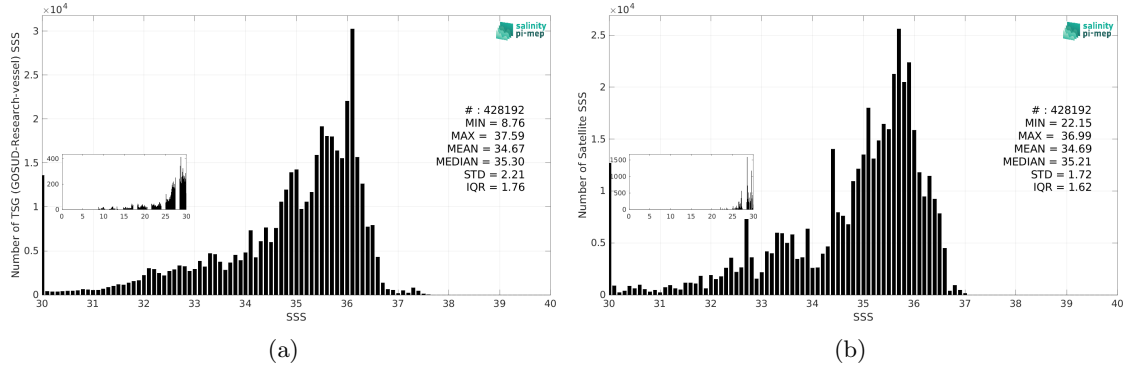 ×10⁴
3
2.5
2
1.5
1
0.5
0
Number of TSG (GOSUD-Research-vessel) SSS
salinity
pi-mep
# : 428192
MIN = 8.76
MAX = 37.59
MEAN = 34.67
MEDIAN = 35.30
STD = 2.21
IQR = 1.76
400
200
0
0 5 10 15 20 25 30
30 31 32 33 34 35 36 37 38 39 40
SSS
(a)
×10⁴
2.5
2
1.5
1
0.5
0
Number of Satellite SSS
salinity
pi-mep
# : 428192
MIN = 22.15
MAX = 36.99
MEAN = 34.69
MEDIAN = 35.21
STD = 1.72
IQR = 1.62
1500
1000
500
0
0 5 10 15 20 25 30
30 31 32 33 34 35 36 37 38 39 40
SSS
(b)